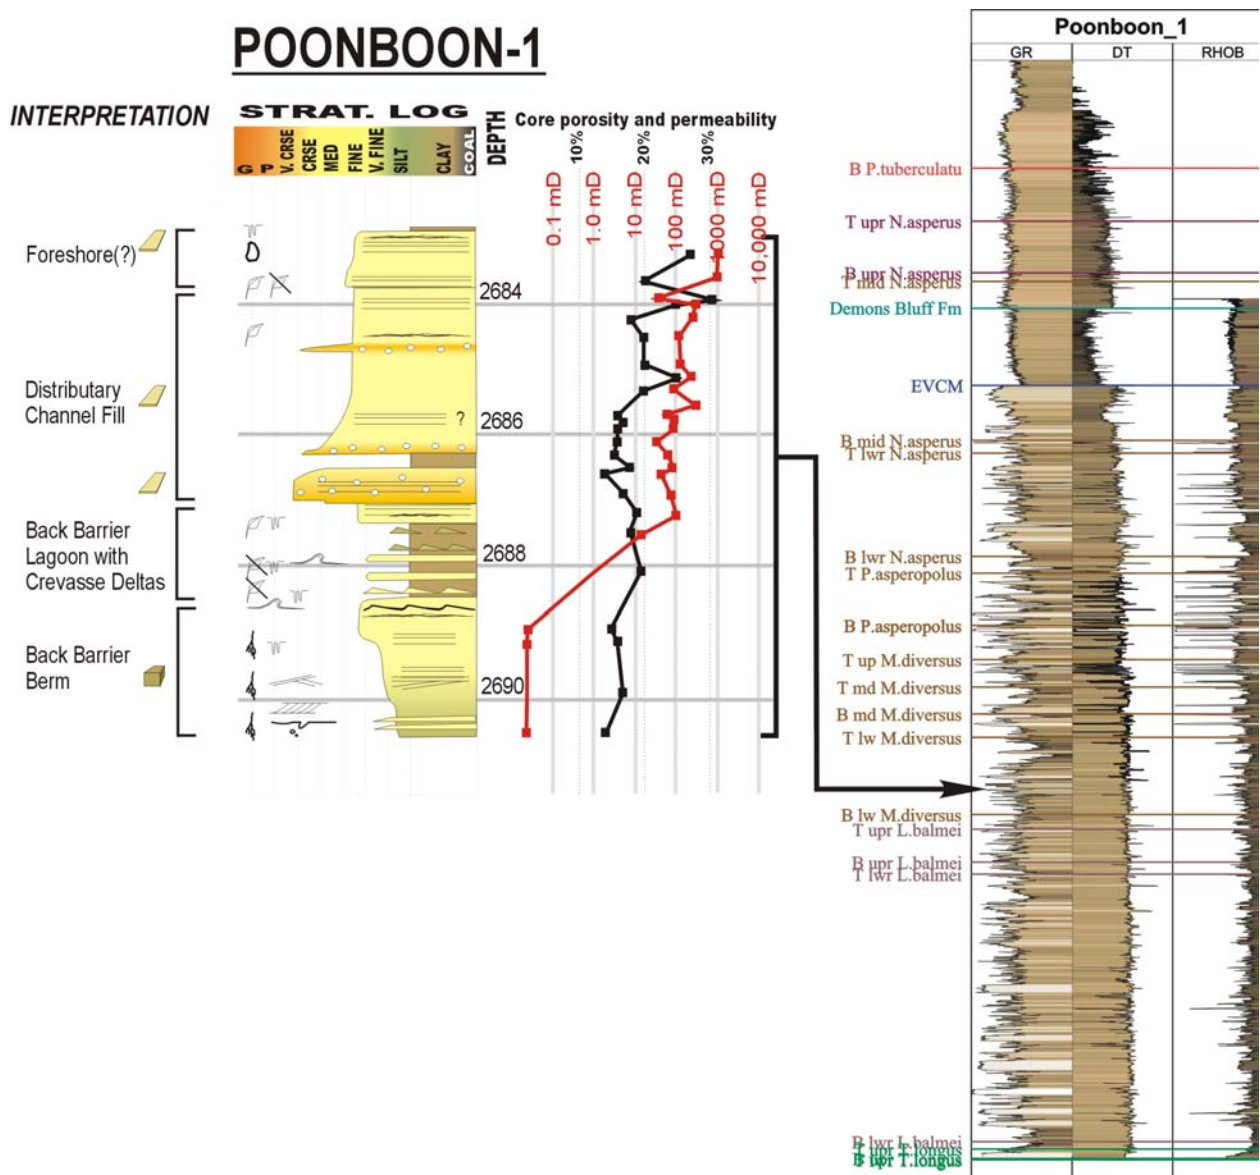 POONBOON-1
INTERPRETATION
STRAT. LOG
G
P
V. CRSE
CRSE
MED
FINE
V. FINE
SILT
CLAY
COAL
DEPTH
Core porosity and permeability
10%
20%
30%
0.1 mD
1.0 mD
10 mD
100 mD
1000 mD
10,000 mD
Foreshore(?)
2684
Distributary
Channel Fill
?
2686
Back Barrier
Lagoon with
Crevasse Deltas
2688
Back Barrier
Berm
2690
Poonboon_1
GR
DT
RHOB
B P.tuberculatu
T upr N.asperus
B upr N.asperus
T mid N.asperus
Demons Bluff Fm
EVCM
B mid N.asperus
T lwr N.asperus
B lwr N.asperus
T P.asperopolus
B P.asperopolus
T up M.diversus
T md M.diversus
B md M.diversus
T lw M.diversus
B lw M.diversus
T upr L.balmei
B upr L.balmei
T lwr L.balmei
B lwr L.balmei
T upr T.longus
B upr T.longus